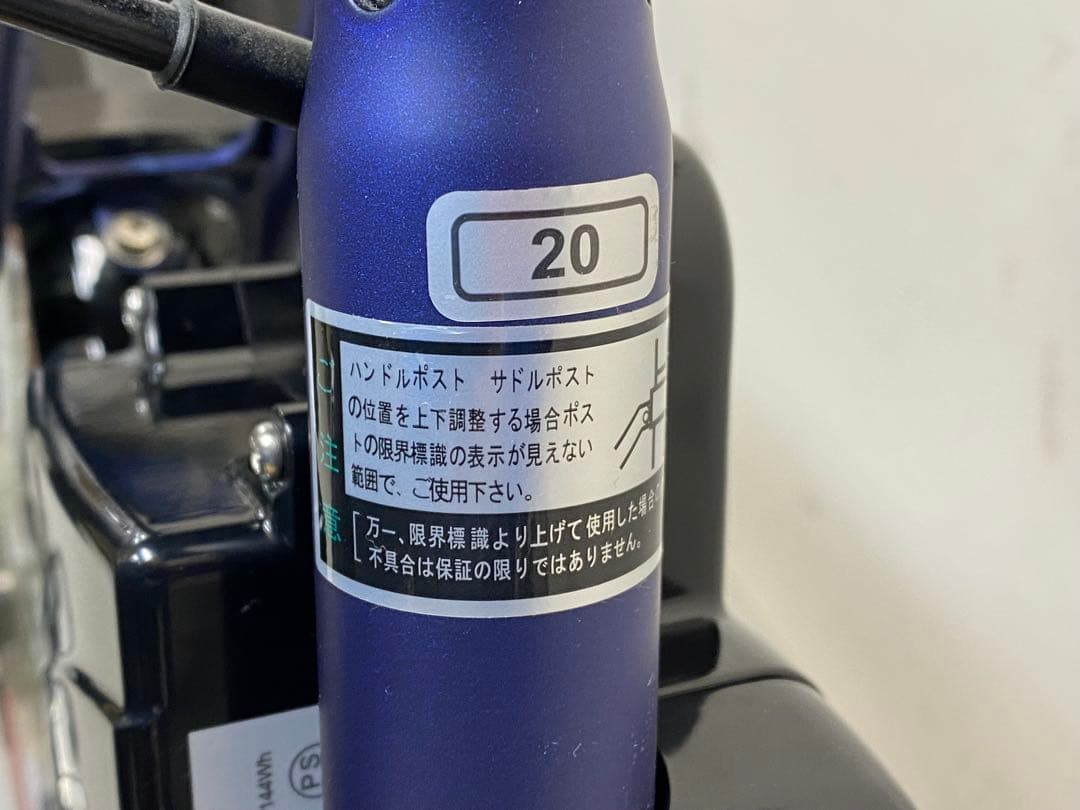 20
ご注意
ハンドルポスト サドルポスト
の位置を上下調整する場合ポス
トの限界標識の表示が見えない
範囲で、ご使用下さい。
万一、限界標識より上げて使用した場合に
不具合は保証の限りではありません。
144Wh
PS